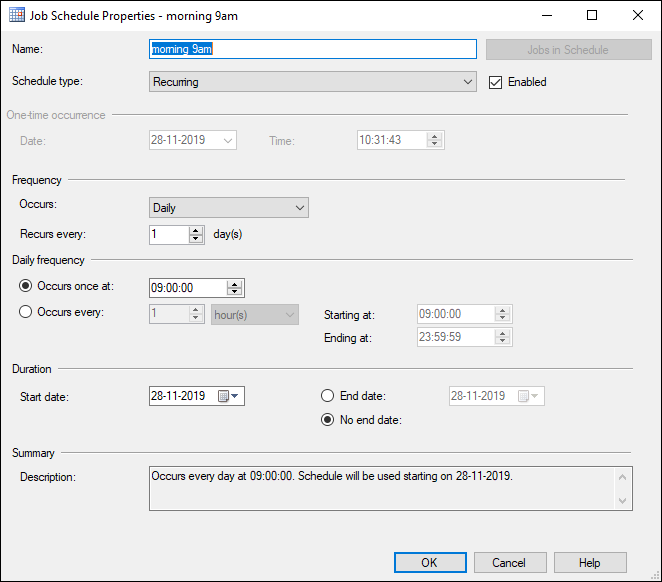 Job Schedule Properties - morning 9am
Name: morning 9am Jobs in Schedule
Schedule type: Recurring Enabled
One-time occurrence
Date: 28-11-2019 Time: 10:31:43
Frequency
Occurs: Daily
Recurs every: 1 day(s)
Daily frequency
Occurs once at: 09:00:00
Occurs every: 1 hour(s) Starting at: 09:00:00
Ending at: 23:59:59
Duration
Start date: 28-11-2019 End date: 28-11-2019
No end date:
Summary
Description: Occurs every day at 09:00:00. Schedule will be used starting on 28-11-2019.
OK Cancel Help